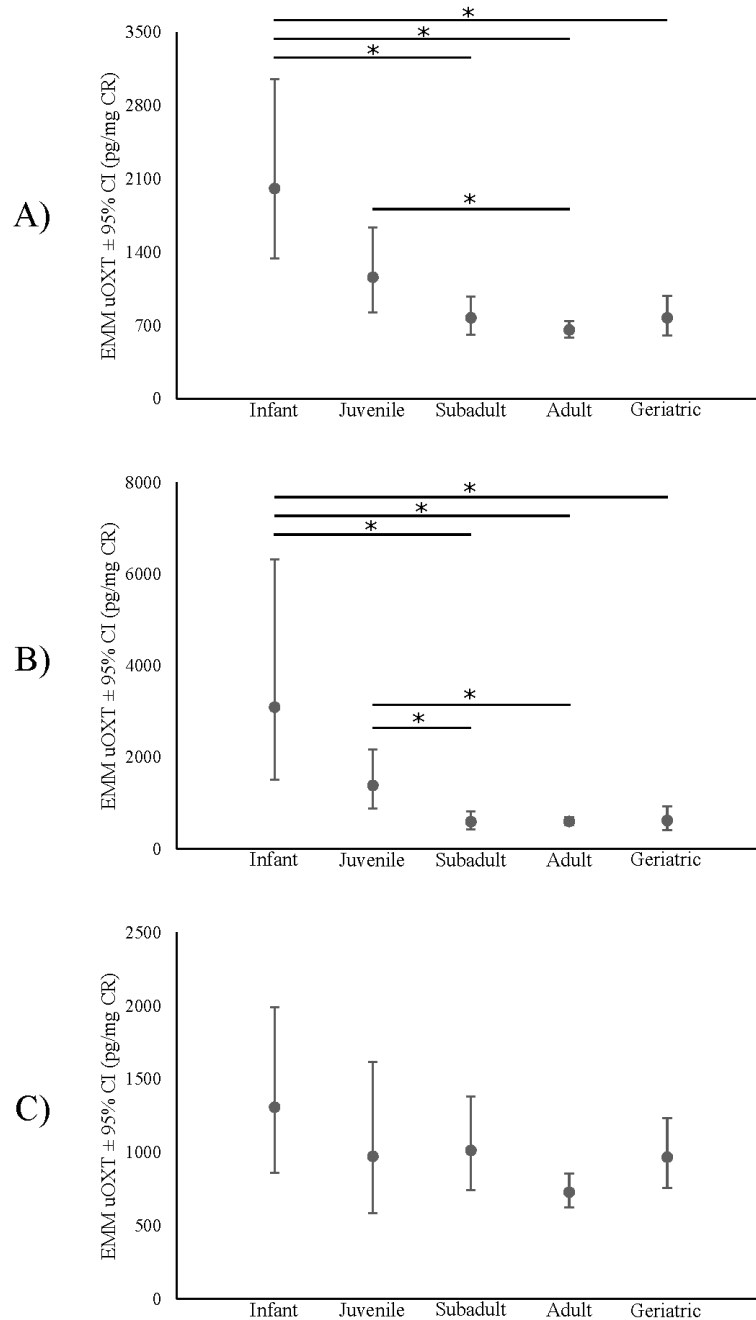 *
*
*
3500
2800
2100
1400
700
0
*
A)
EMM uOXT ± 95% CI (pg/mg CR)
Infant Juvenile Subadult Adult Geriatric
*
*
*
8000
6000
4000
2000
0
*
*
B)
EMM uOXT ± 95% CI (pg/mg CR)
Infant Juvenile Subadult Adult Geriatric
2500
2000
1500
1000
500
0
C)
EMM uOXT ± 95% CI (pg/mg CR)
Infant Juvenile Subadult Adult Geriatric